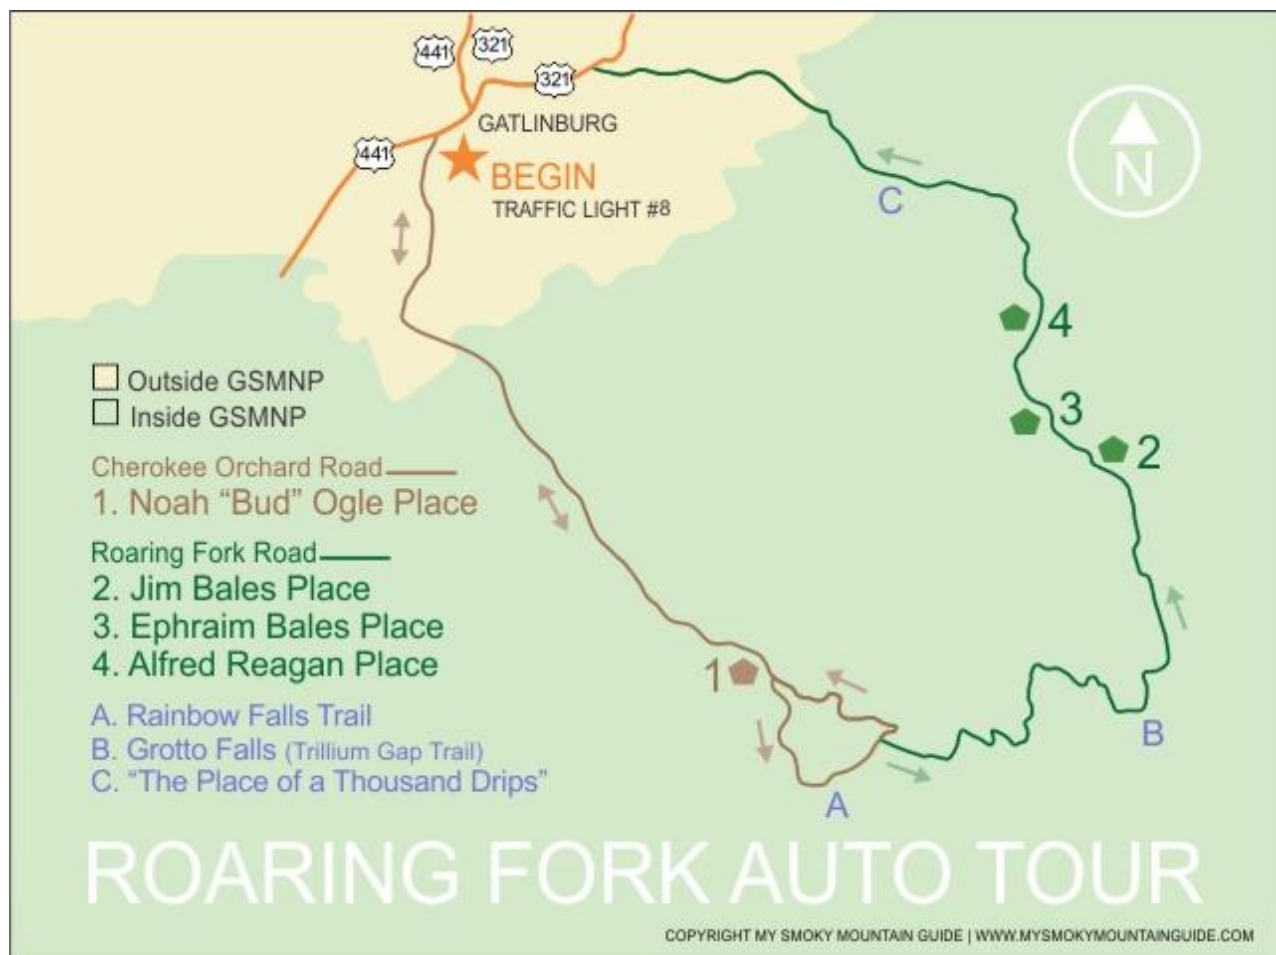 441
321
321
GATLINBURG
441
BEGIN
TRAFFIC LIGHT #8
N
C
4
3
2
Outside GSMNP
Inside GSMNP
Cherokee Orchard Road
1. Noah “Bud” Ogle Place
Roaring Fork Road
2. Jim Bales Place
3. Ephraim Bales Place
4. Alfred Reagan Place
1
A. Rainbow Falls Trail
B. Grotto Falls (Trillium Gap Trail)
C. “The Place of a Thousand Drips”
B
A
ROARING FORK AUTO TOUR
COPYRIGHT MY SMOKY MOUNTAIN GUIDE | WWW.MYSMOKYMOUNTAINGUIDE.COM